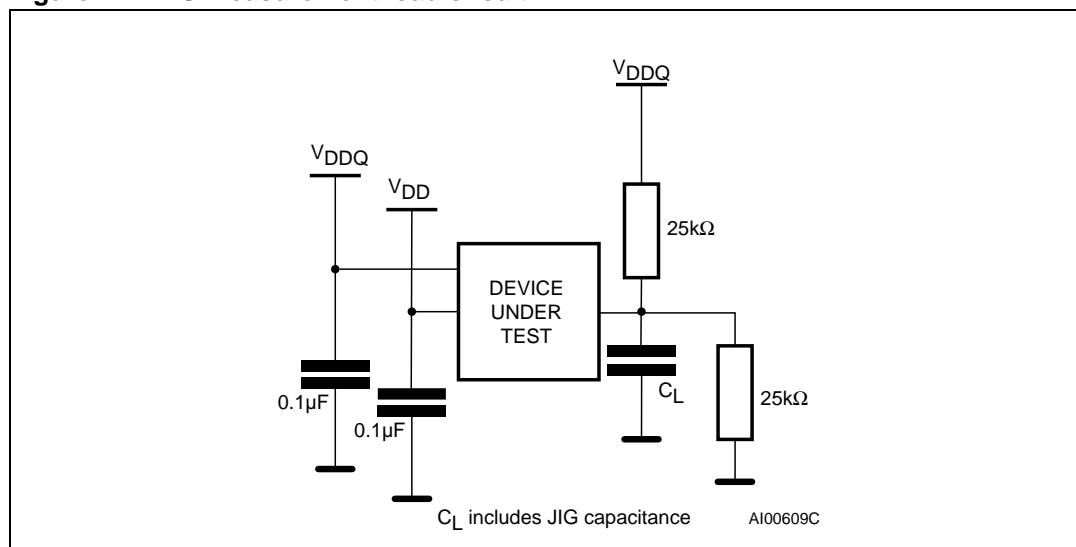 VDDQ
VDDQ
VDD
25kΩ
DEVICE
UNDER
TEST
CL
25kΩ
0.1µF
0.1µF
CL includes JIG capacitance
AI00609C